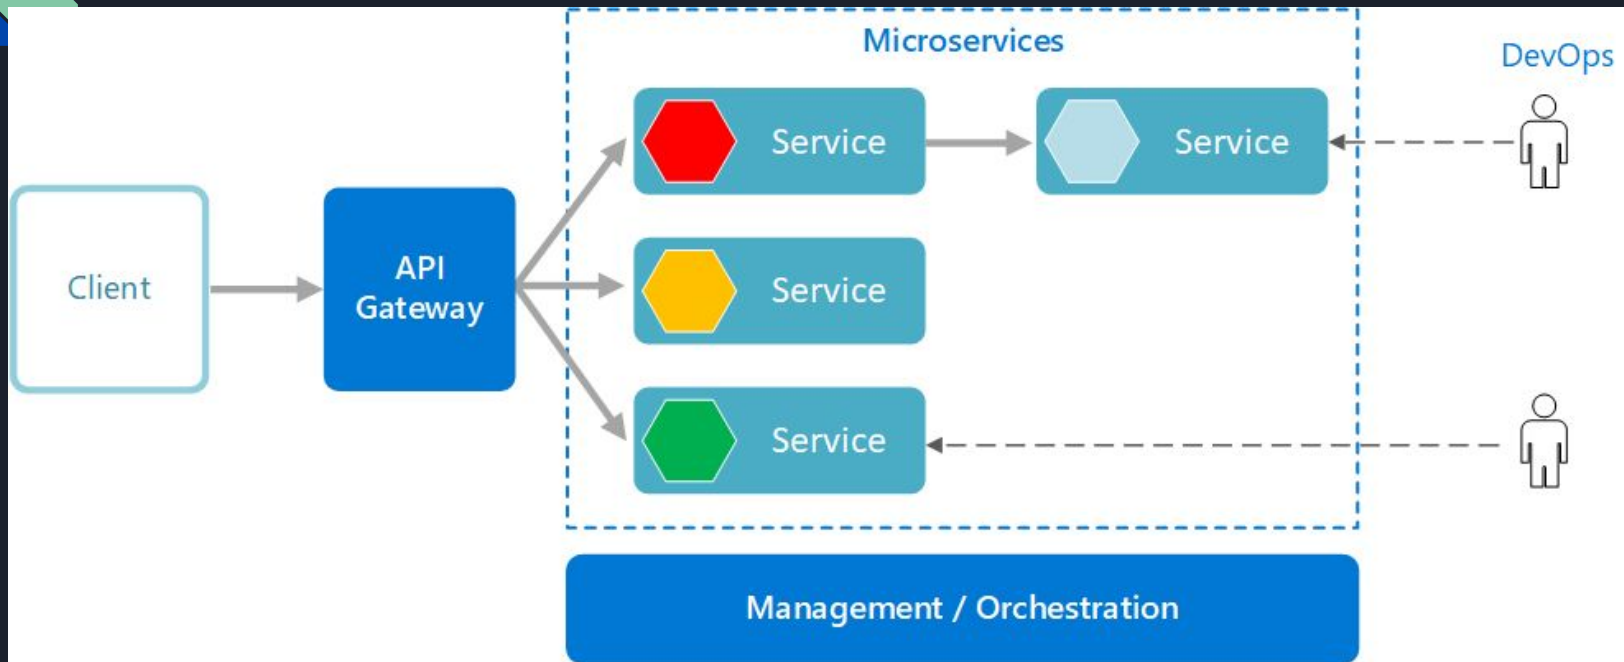 Microservices
DevOps
Service
Service
Client
API
Gateway
Service
Service
Management / Orchestration